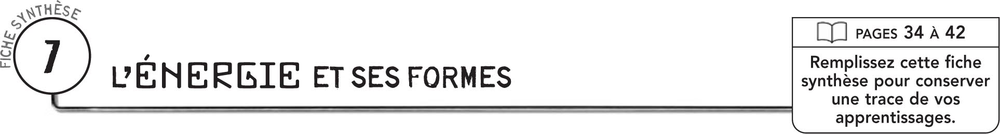 FICHE SYNTHÈSE
7
L'ÉNERGIE ET SES FORMES
PAGES 34 À 42
Remplissez cette fiche
synthèse pour conserver
une trace de vos
apprentissages.